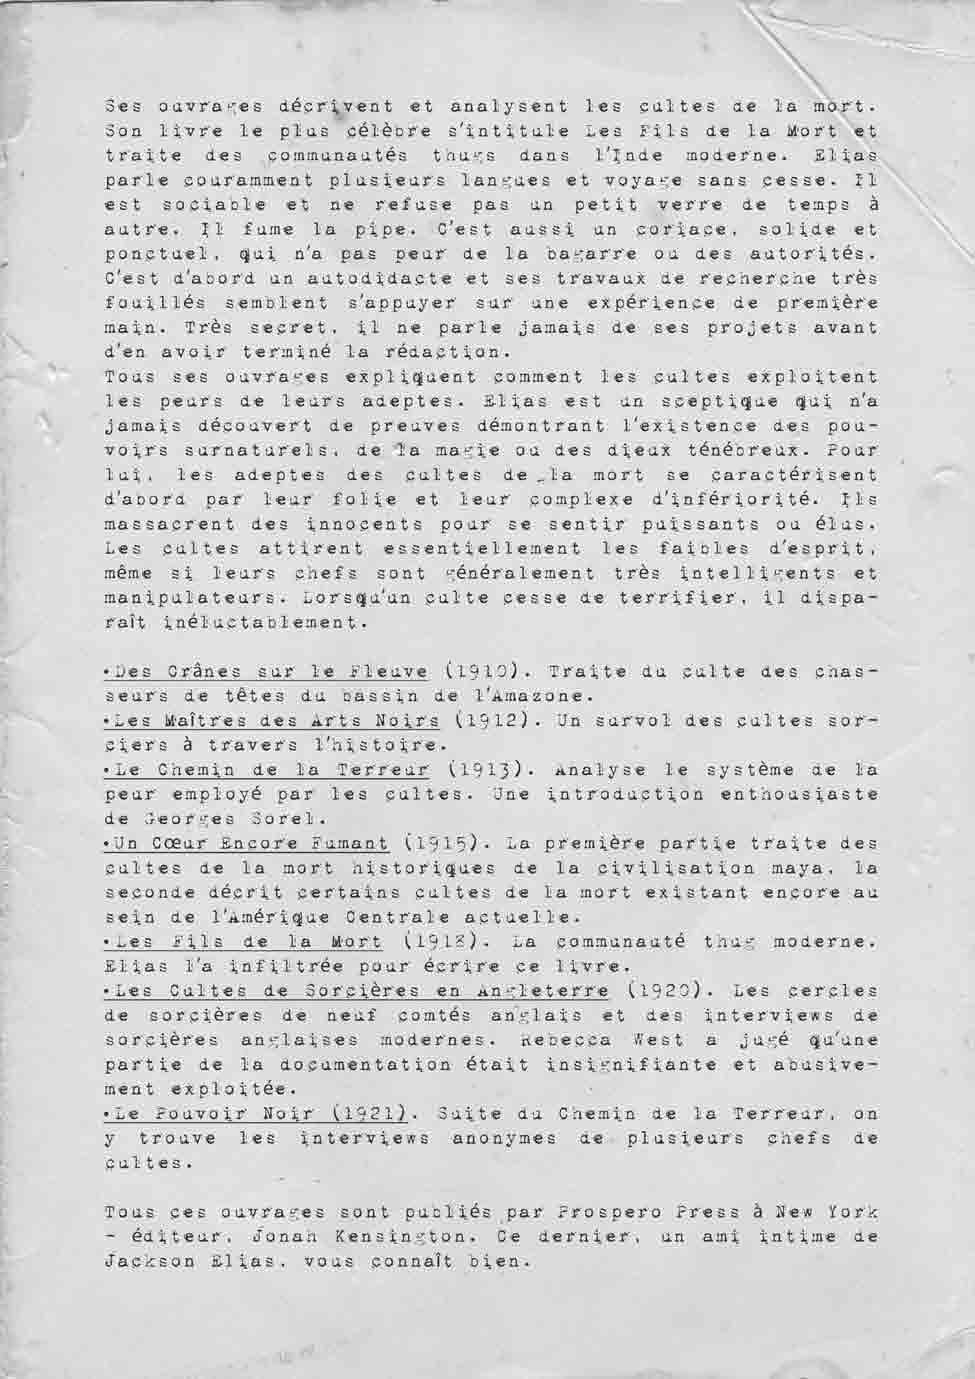 Ses ouvrages décrivent et analysent les cultes de la mort.
Son livre le plus célèbre s'intitule Les Fils de la Mort et
traite des communautés thugs dans l'Inde moderne. Elias
parle couramment plusieurs langues et voyage sans cesse. Il
est sociable et ne refuse pas un petit verre de temps à
autre. Il fume la pipe. C'est aussi un coriace, solide et
ponctuel, qui n'a pas peur de la bagarre ou des autorités.
C'est d'abord un autodidacte et ses travaux de recherche très
fouillés semblent s'appuyer sur une expérience de première
main. Très secret, il ne parle jamais de ses projets avant
d'en avoir terminé la rédaction.
Tous ses ouvrages expliquent comment les cultes exploitent
les peurs de leurs adeptes. Elias est un sceptique qui n'a
jamais découvert de preuves démontrant l'existence des pou-
voirs surnaturels, de la magie ou des dieux ténébreux. Pour
lui, les adeptes des cultes de la mort se caractérisent
d'abord par leur folie et leur complexe d'infériorité. Ils
massacrent des innocents pour se sentir puissants ou élus.
Les cultes attirent essentiellement les faibles d'esprit,
même si leurs chefs sont généralement très intelligents et
manipulateurs. Lorsqu'un culte cesse de terrifier, il dispa-
raît inéluctablement.
•Des Crânes sur le Fleuve (1910). Traite du culte des chas-
seurs de têtes du bassin de l'Amazone.
•Les Maîtres des Arts Noirs (1912). Un survol des cultes sor-
ciers à travers l'histoire.
•Le Chemin de la Terreur (1913). Analyse le système de la
peur employé par les cultes. Une introduction enthousiaste
de Georges Sorel.
•Un Cœur Encore Fumant (1915). La première partie traite des
cultes de la mort historiques de la civilisation maya, la
seconde décrit certains cultes de la mort existant encore au
sein de l'Amérique Centrale actuelle.
•Les Fils de la Mort (1918). La communauté thug moderne.
Elias l'a infiltrée pour écrire ce livre.
•Les Cultes de Sorcières en Angleterre (1920). Les cercles
de sorcières de neuf comtés anglais et des interviews de
sorcières anglaises modernes. Rebecca West a jugé qu'une
partie de la documentation était insignifiante et abusive-
ment exploitée.
•Le Pouvoir Noir (1921). Suite du Chemin de la Terreur, on
y trouve les interviews anonymes de plusieurs chefs de
cultes.
Tous ces ouvrages sont publiés par Prospero Press à New York
- éditeur, Jonah Kensington. Ce dernier, un ami intime de
Jackson Elias, vous connaît bien.